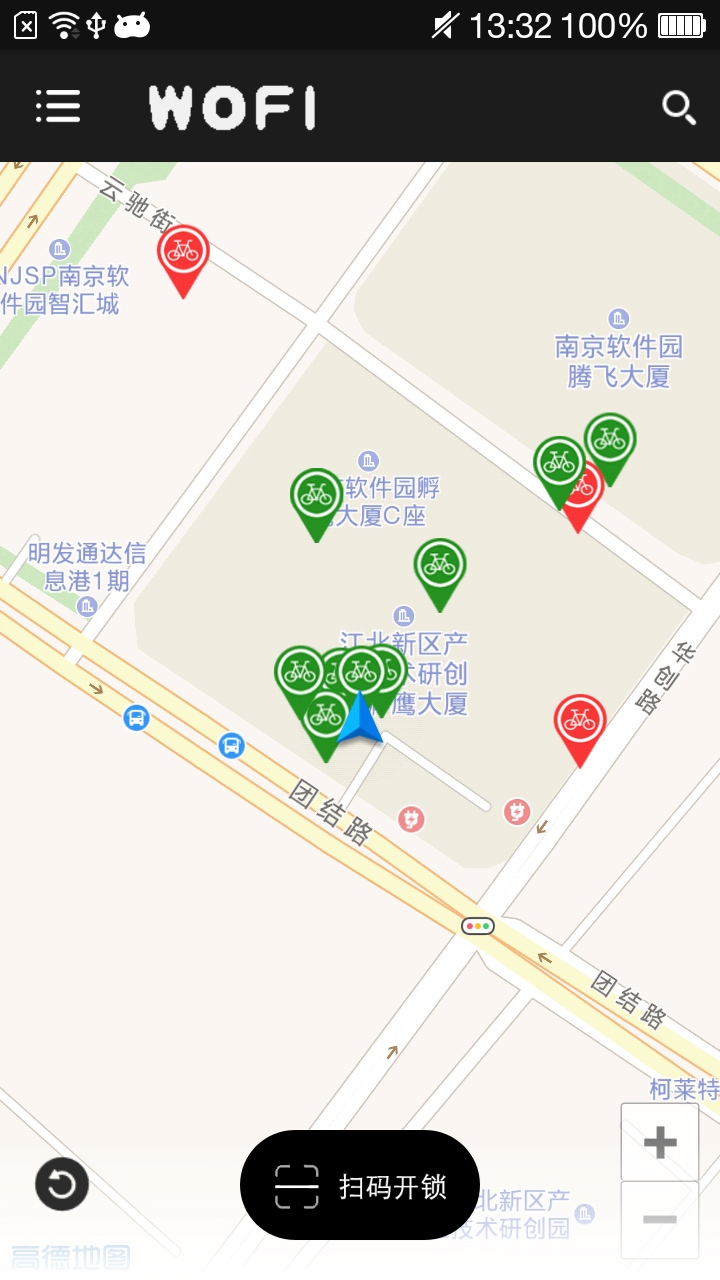 13:32 100%
WOFI
云驰街
NJSP南京软
件园智汇城
南京软件园
腾飞大厦
软件园孵
大厦C座
明发通达信
息港1期
江北新区产
术研创
鹰大厦
华创路
团结路
团结路
柯莱特
扫码开锁
北新区产
技术研创园
高德地图